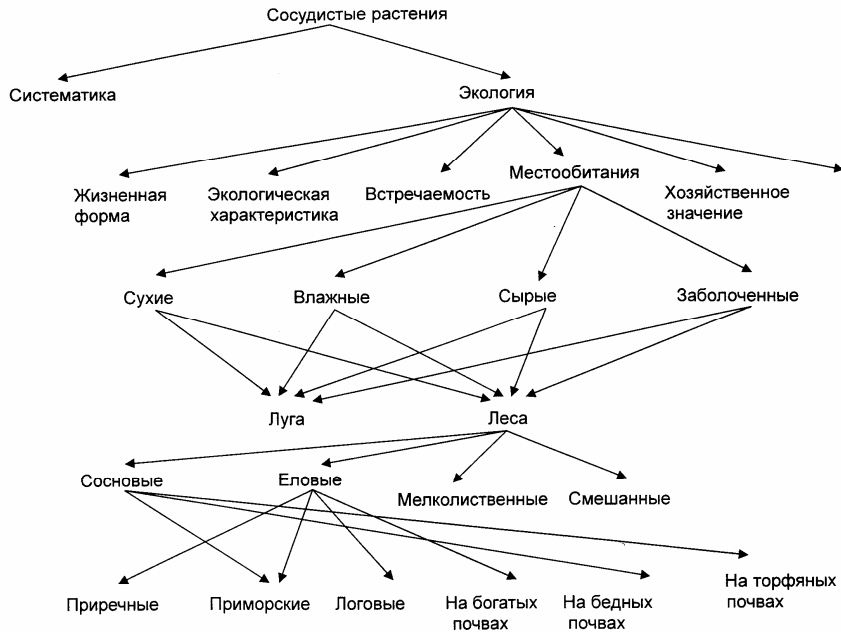 Сосудистые растения
Систематика
Экология
Жизненная
форма
Экологическая
характеристика
Встречаемость
Местообитания
Хозяйственное
значение
Сухие
Влажные
Сырые
Заболоченные
Луга
Леса
Сосновые
Еловые
Мелколиственные
Смешанные
Приречные
Приморские
Логовые
На богатых
почвах
На бедных
почвах
На торфяных
почвах